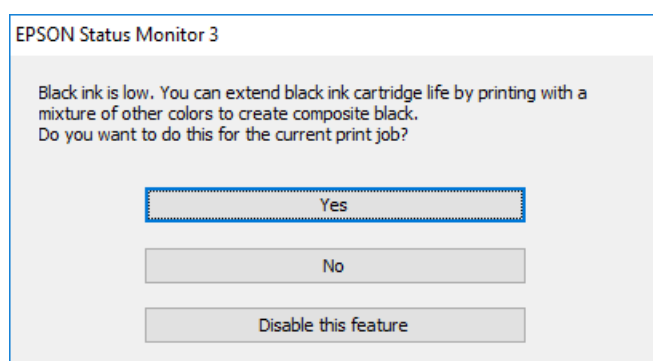 EPSON Status Monitor 3
Black ink is low. You can extend black ink cartridge life by printing with a
mixture of other colors to create composite black.
Do you want to do this for the current print job?
Yes
No
Disable this feature